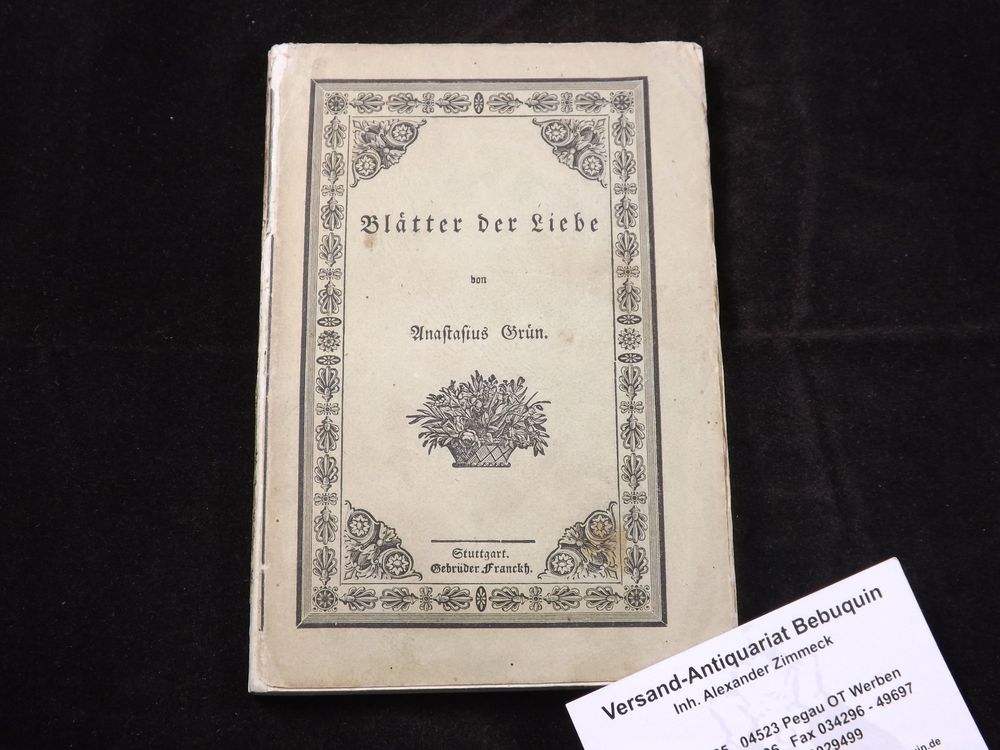 Blätter der Liebe
von
Anastasius Grün.
Stuttgart.
Gebrüder Franckh.
Versand-Antiquariat Bebuquin
Inh. Alexander Zimmeck
04523 Pegau OT Werben
Fax 034296 - 49697